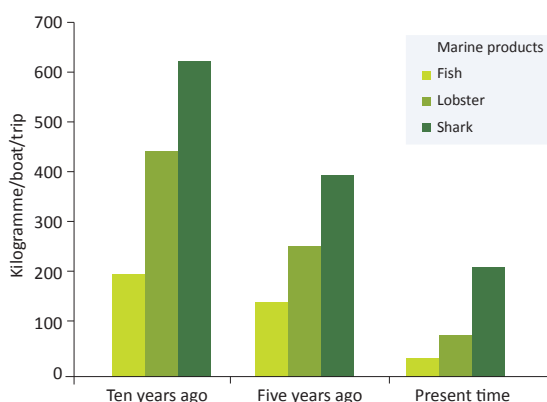 700
600
500
400
300
200
100
0
Kilogramme/boat/trip
Marine products
Fish
Lobster
Shark
Ten years ago
Five years ago
Present time